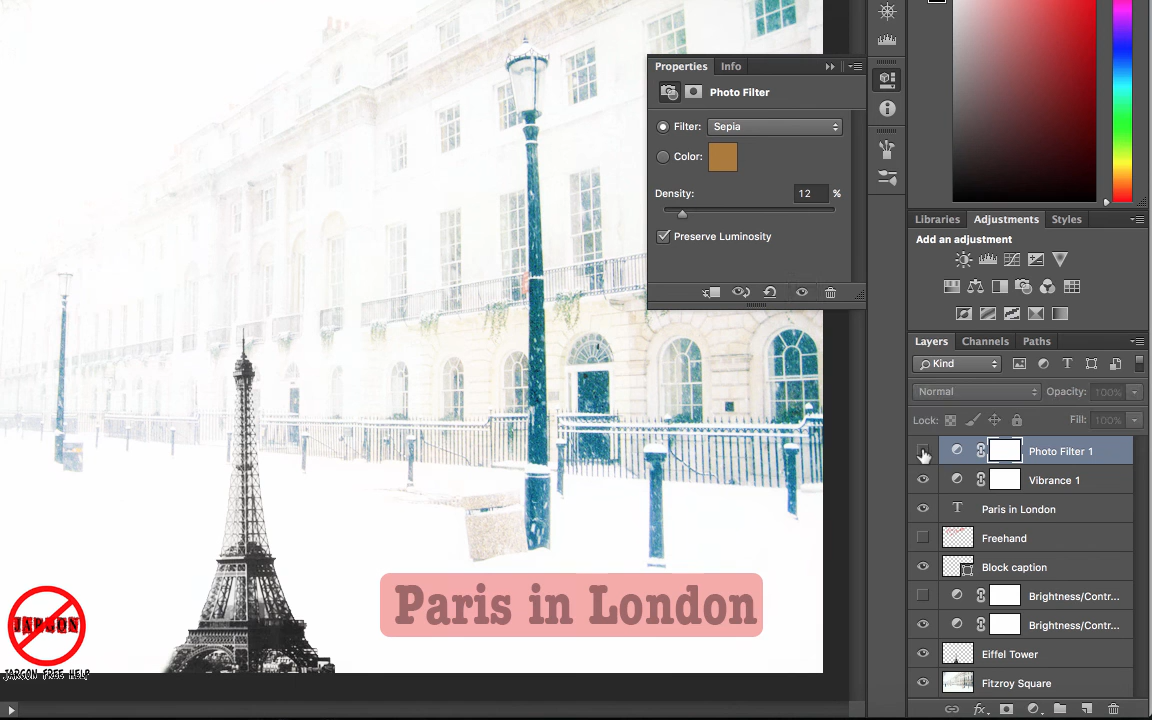 Properties Info
Photo Filter
Filter: Sepia
Color:
Density: 12 %
Preserve Luminosity
Libraries Adjustments Styles
Add an adjustment
Layers Channels Paths
Kind
Normal Opacity: 100%
Lock: Fill: 100%
Photo Filter 1
Vibrance 1
Paris in London
Freehand
Block caption
Brightness/Contr...
Brightness/Contr...
Eiffel Tower
Fitzroy Square
fx
Paris in London
JARGON
JARGON FREE HELP